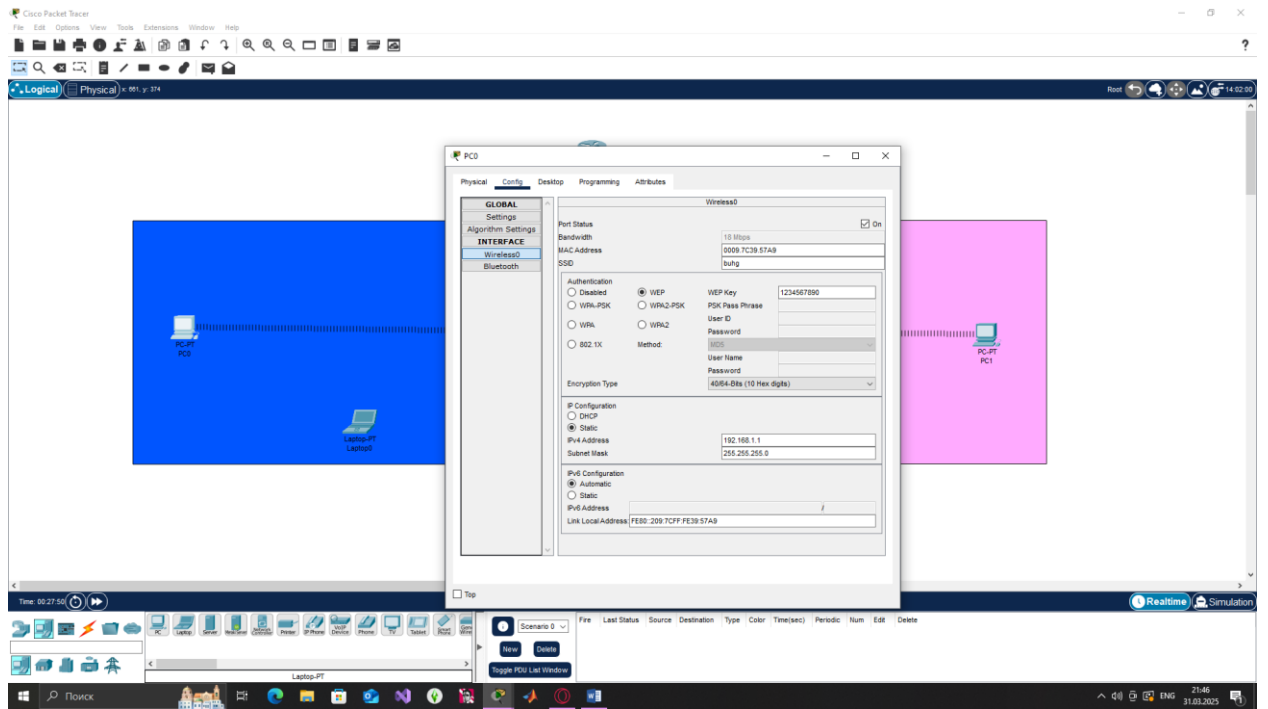 Cisco Packet Tracer
File Edit Options View Tools Extensions Window Help
?
Logical Physical x: 661, y: 374 Root 14:02:00
PC0
Physical Config Desktop Programming Attributes
GLOBAL
Settings
Algorithm Settings
INTERFACE
Wireless0
Bluetooth
Wireless0
Port Status On
Bandwidth 18 Mbps
MAC Address 0009.7C39.57A9
SSID buhg
Authentication
Disabled WEP WEP Key 1234567890
WPA-PSK WPA2-PSK PSK Pass Phrase
User ID
WPA WPA2
Password
802.1X Method: MD5
User Name
Password
Encryption Type 40/64-Bits (10 Hex digits)
IP Configuration
DHCP
Static
IPv4 Address 192.168.1.1
Subnet Mask 255.255.255.0
IPv6 Configuration
Automatic
Static
IPv6 Address /
Link Local Address: FE80::209:7CFF:FE39:57A9
Top
PC-PT
PC0
Laptop-PT
Laptop0
PC-PT
PC1
Time: 00:27:50 Realtime Simulation
PC Laptop Server Printer IP Phone VoIP Device Phone TV Tablet
Laptop-PT
Scenario 0
New Delete
Toggle PDU List Window
Fire Last Status Source Destination Type Color Time(sec) Periodic Num Edit Delete
Поиск
ENG 21:46
31.03.2025